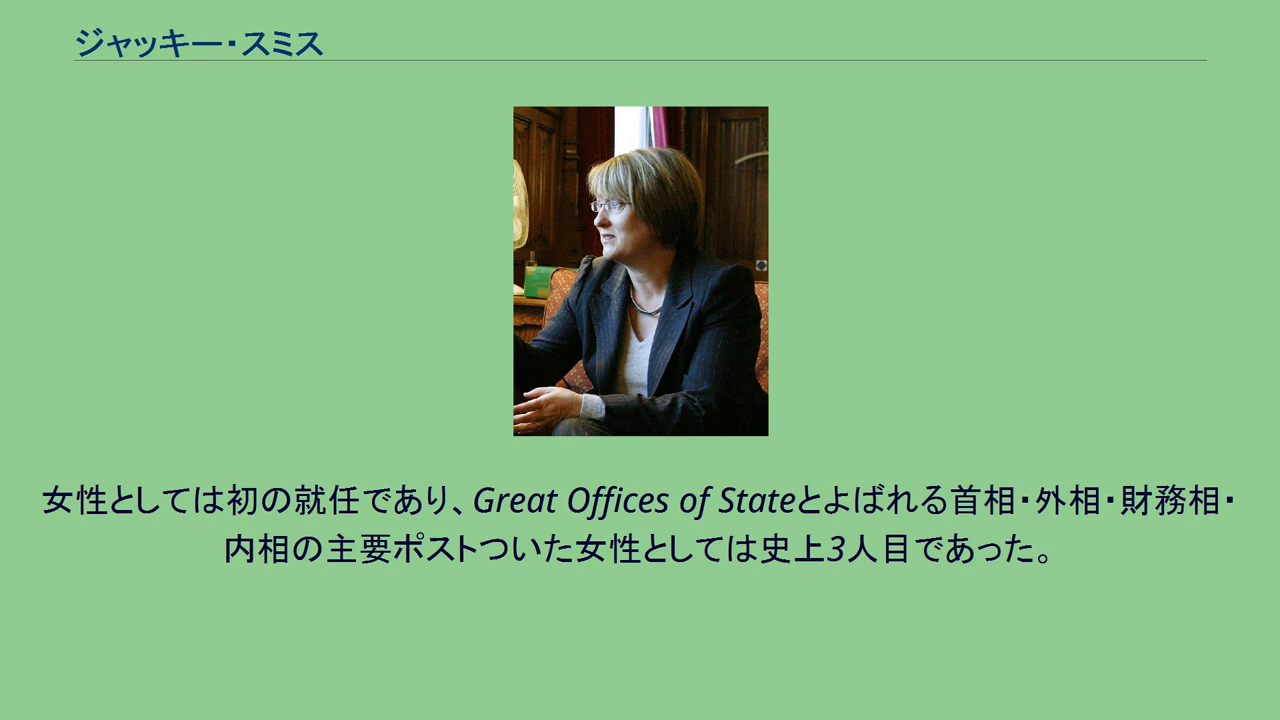 ジャッキー・スミス
女性としては初の就任であり、Great Offices of Stateとよばれる首相・外相・財務相・
内相の主要ポストついた女性としては史上3人目であった。